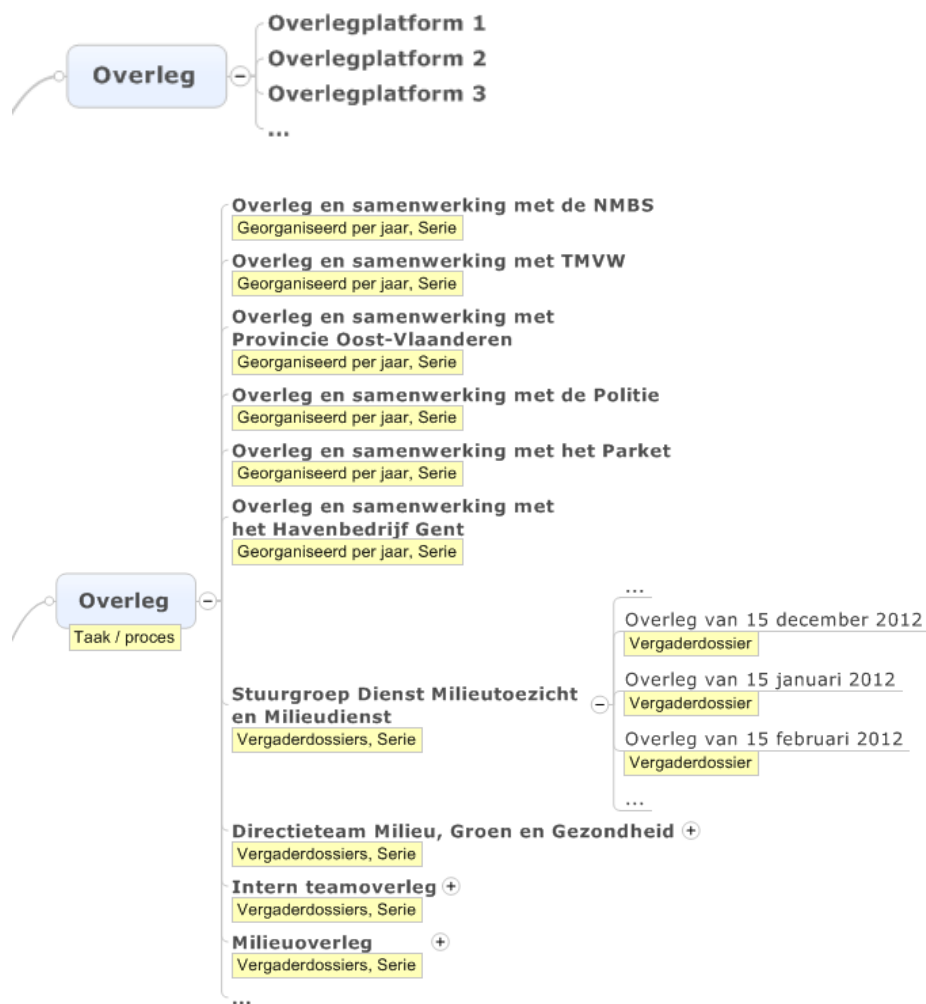 Overleg
Overlegplatform 1
Overlegplatform 2
Overlegplatform 3
...
Overleg
Taak / proces
Overleg en samenwerking met de NMBS
Georganiseerd per jaar, Serie
Overleg en samenwerking met TMVW
Georganiseerd per jaar, Serie
Overleg en samenwerking met
Provincie Oost-Vlaanderen
Georganiseerd per jaar, Serie
Overleg en samenwerking met de Politie
Georganiseerd per jaar, Serie
Overleg en samenwerking met het Parket
Georganiseerd per jaar, Serie
Overleg en samenwerking met
het Havenbedrijf Gent
Georganiseerd per jaar, Serie
Stuurgroep Dienst Milieutoezicht
en Milieudienst
Vergaderdossiers, Serie
...
Overleg van 15 december 2012
Vergaderdossier
Overleg van 15 januari 2012
Vergaderdossier
Overleg van 15 februari 2012
Vergaderdossier
...
Directieteam Milieu, Groen en Gezondheid
Vergaderdossiers, Serie
Intern teamoverleg
Vergaderdossiers, Serie
Milieuoverleg
Vergaderdossiers, Serie
...